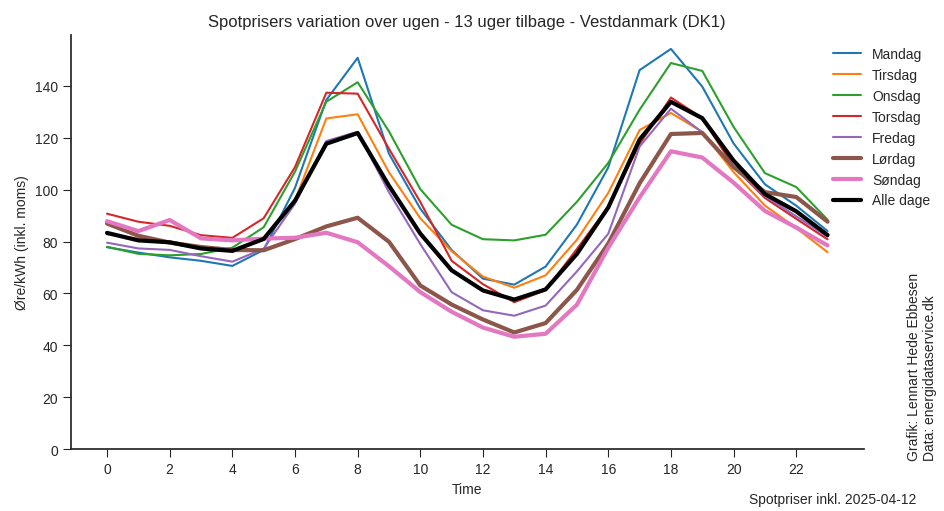 Spotprisers variation over ugen - 13 uger tilbage - Vestdanmark (DK1)
Mandag
Tirsdag
Onsdag
Torsdag
Fredag
Lørdag
Søndag
Alle dage
Øre/kWh (inkl. moms)
140
120
100
80
60
40
20
0
0 2 4 6 8 10 12 14 16 18 20 22
Time
Grafik: Lennart Hede Ebbesen
Data: energidataservice.dk
Spotpriser inkl. 2025-04-12